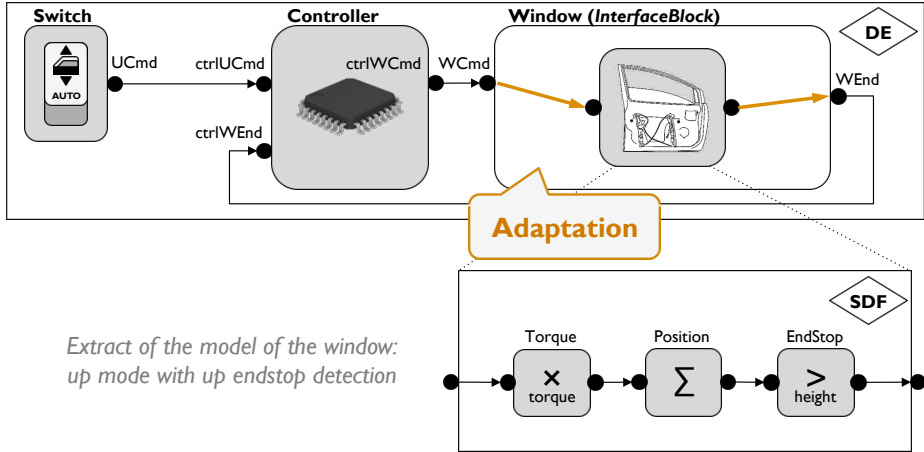 Switch
Controller
Window (InterfaceBlock)
DE
UCmd
ctrlUCmd
ctrlWCmd
WCmd
WEnd
AUTO
ctrlWEnd
Adaptation
SDF
Extract of the model of the window:
up mode with up endstop detection
Torque
Position
EndStop
×
∑
>
torque
height